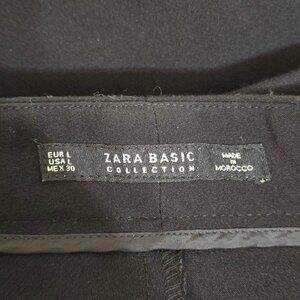 EUR L
USA L
MEX 30
ZARA BASIC
COLLECTION
MADE
IN
MOROCCO